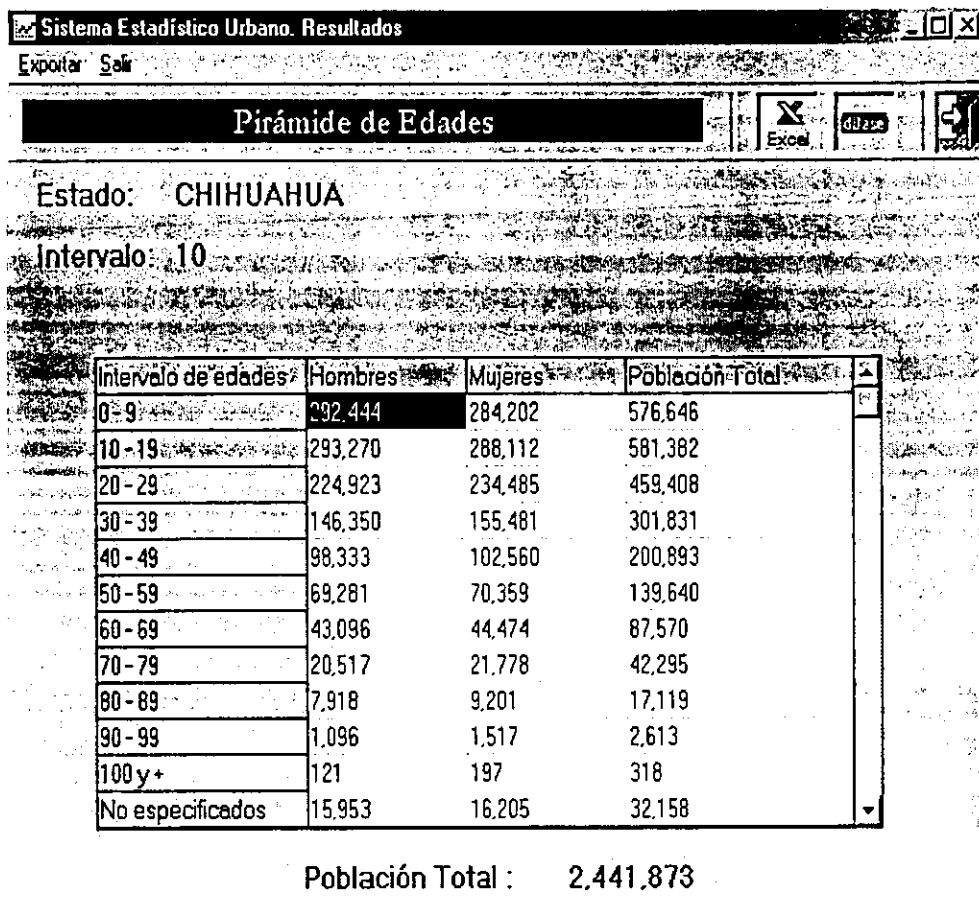 Sistema Estadístico Urbano. Resultados
Exportar Salir
Pirámide de Edades
Excel
dBase
Estado: CHIHUAHUA
Intervalo: 10
Intervalo de edades Hombres Mujeres Población Total
0 - 9 292,444 284,202 576,646
10 - 19 293,270 288,112 581,382
20 - 29 224,923 234,485 459,408
30 - 39 146,350 155,481 301,831
40 - 49 98,333 102,560 200,893
50 - 59 69,281 70,359 139,640
60 - 69 43,096 44,474 87,570
70 - 79 20,517 21,778 42,295
80 - 89 7,918 9,201 17,119
90 - 99 1,096 1,517 2,613
100 y + 121 197 318
No especificados 15,953 16,205 32,158
Población Total : 2,441,873